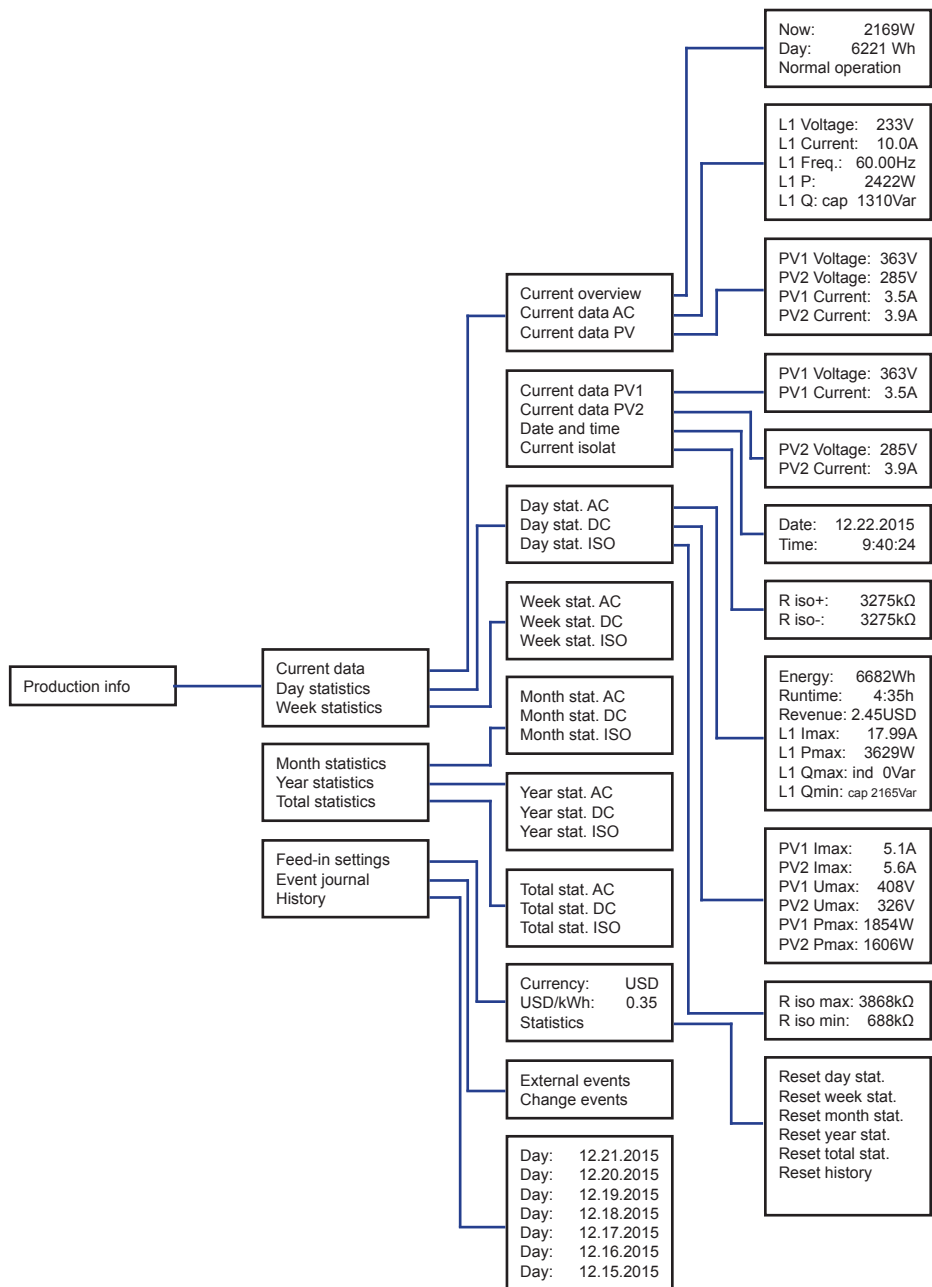 Production info
Current data
Day statistics
Week statistics
Month statistics
Year statistics
Total statistics
Feed-in settings
Event journal
History
Current overview
Current data AC
Current data PV
Current data PV1
Current data PV2
Date and time
Current isolat
Day stat. AC
Day stat. DC
Day stat. ISO
Week stat. AC
Week stat. DC
Week stat. ISO
Month stat. AC
Month stat. DC
Month stat. ISO
Year stat. AC
Year stat. DC
Year stat. ISO
Total stat. AC
Total stat. DC
Total stat. ISO
Currency: USD
USD/kWh: 0.35
Statistics
External events
Change events
Day: 12.21.2015
Day: 12.20.2015
Day: 12.19.2015
Day: 12.18.2015
Day: 12.17.2015
Day: 12.16.2015
Day: 12.15.2015
Now: 2169W
Day: 6221 Wh
Normal operation
L1 Voltage: 233V
L1 Current: 10.0A
L1 Freq.: 60.00Hz
L1 P: 2422W
L1 Q: cap 1310Var
PV1 Voltage: 363V
PV2 Voltage: 285V
PV1 Current: 3.5A
PV2 Current: 3.9A
PV1 Voltage: 363V
PV1 Current: 3.5A
PV2 Voltage: 285V
PV2 Current: 3.9A
Date: 12.22.2015
Time: 9:40:24
R iso+: 3275kΩ
R iso-: 3275kΩ
Energy: 6682Wh
Runtime: 4:35h
Revenue: 2.45USD
L1 Imax: 17.99A
L1 Pmax: 3629W
L1 Qmax: ind 0Var
L1 Qmin: cap 2165Var
PV1 Imax: 5.1A
PV2 Imax: 5.6A
PV1 Umax: 408V
PV2 Umax: 326V
PV1 Pmax: 1854W
PV2 Pmax: 1606W
R iso max: 3868kΩ
R iso min: 688kΩ
Reset day stat.
Reset week stat.
Reset month stat.
Reset year stat.
Reset total stat.
Reset history